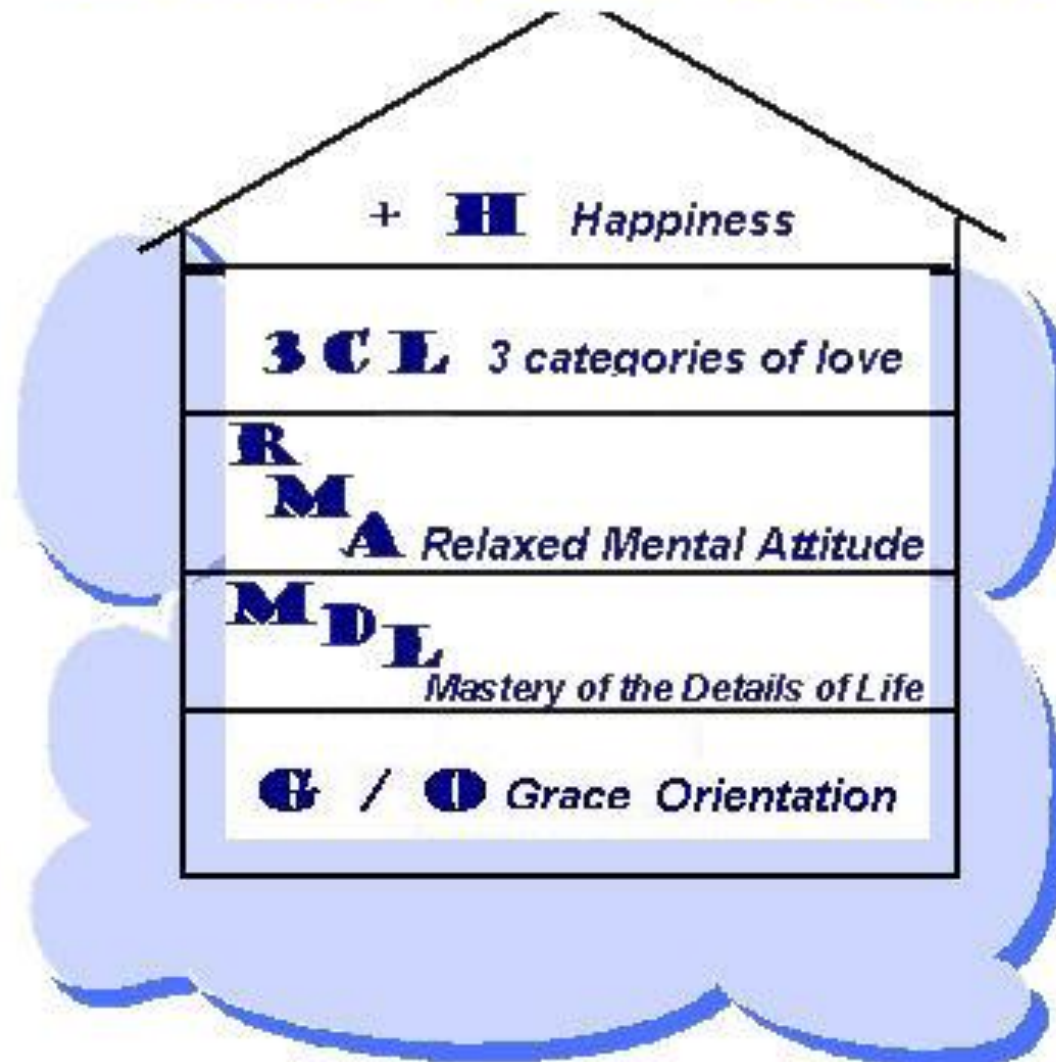 + H Happiness
3 C L 3 categories of love
R
M
A Relaxed Mental Attitude
M D L
Mastery of the Details of Life
G / O Grace Orientation